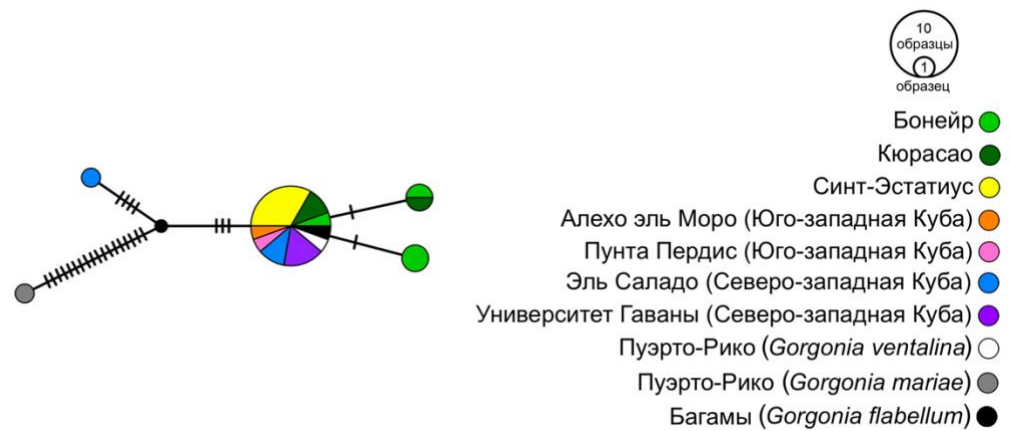 10
образцы
1
образец
Бонейр
Кюрасао
Синт-Эстатиус
Алехо эль Моро (Юго-западная Куба)
Пунта Пердис (Юго-западная Куба)
Эль Саладо (Северо-западная Куба)
Университет Гаваны (Северо-западная Куба)
Пуэрто-Рико (Gorgonia ventalina)
Пуэрто-Рико (Gorgonia mariae)
Багамы (Gorgonia flabellum)